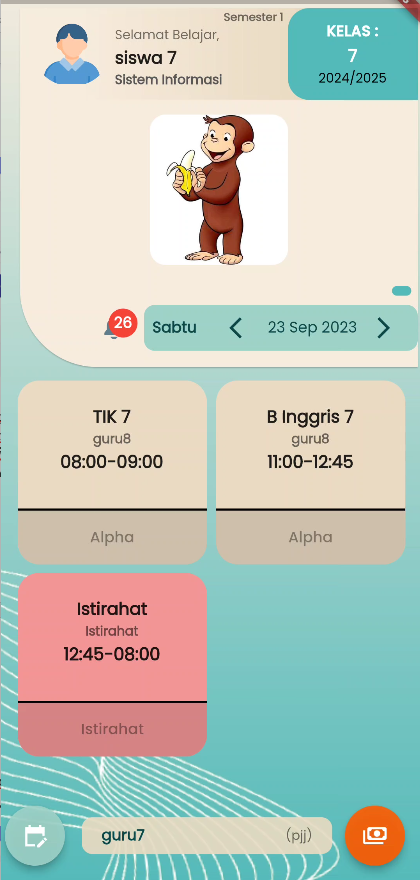 Semester 1
Selamat Belajar,
siswa 7
Sistem Informasi
KELAS :
7
2024/2025
26
Sabtu
23 Sep 2023
TIK 7
guru8
08:00-09:00
Alpha
B Inggris 7
guru8
11:00-12:45
Alpha
Istirahat
Istirahat
12:45-08:00
Istirahat
guru7
(pjj)